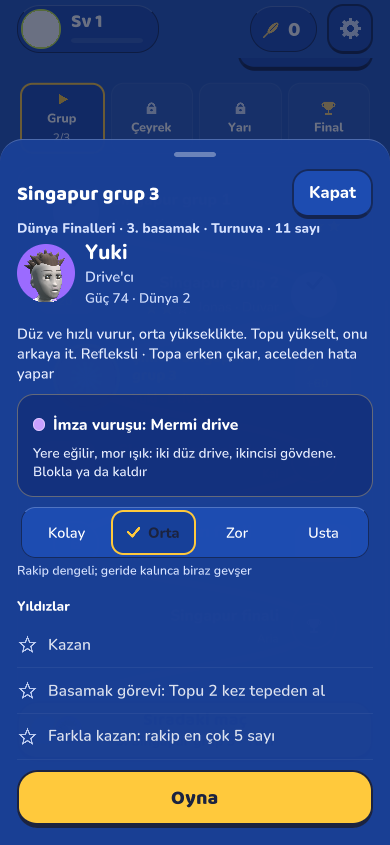 Sv 1
0
Grup
2/3
Çeyrek
Yarı
Final
Singapur grup 3
Kapat
Dünya Finalleri · 3. basamak · Turnuva · 11 sayı
Yuki
Drive'cı
Güç 74 · Dünya 2
Düz ve hızlı vurur, orta yükseklikte. Topu yükselt, onu
arkaya it. Refleksli · Topa erken çıkar, aceleden hata
yapar
İmza vuruşu: Mermi drive
Yere eğilir, mor ışık: iki düz drive, ikincisi gövdene.
Blokla ya da kaldır
Kolay
Orta
Zor
Usta
Rakip dengeli; geride kalınca biraz gevşer
Yıldızlar
Kazan
Basamak görevi: Topu 2 kez tepeden al
Farkla kazan: rakip en çok 5 sayı
Oyna